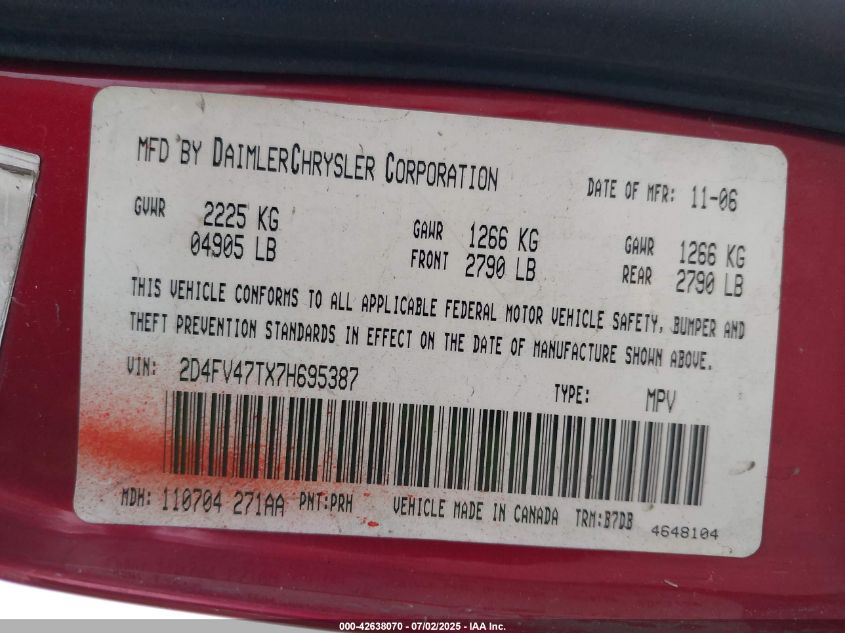 MFD BY DAIMLERCHRYSLER CORPORATION DATE OF MFR: 11-06
GVWR 2225 KG GAWR 1266 KG GAWR 1266 KG
04905 LB FRONT 2790 LB REAR 2790 LB
THIS VEHICLE CONFORMS TO ALL APPLICABLE FEDERAL MOTOR VEHICLE SAFETY, BUMPER AND
THEFT PREVENTION STANDARDS IN EFFECT ON THE DATE OF MANUFACTURE SHOWN ABOVE.
VIN: 2D4FV47TX7H695387 TYPE: MPV
MDH: 110704 271AA PNT:PRH VEHICLE MADE IN CANADA TRM:B7DB 4648104
000-42638070 - 07/02/2025 - IAA Inc.